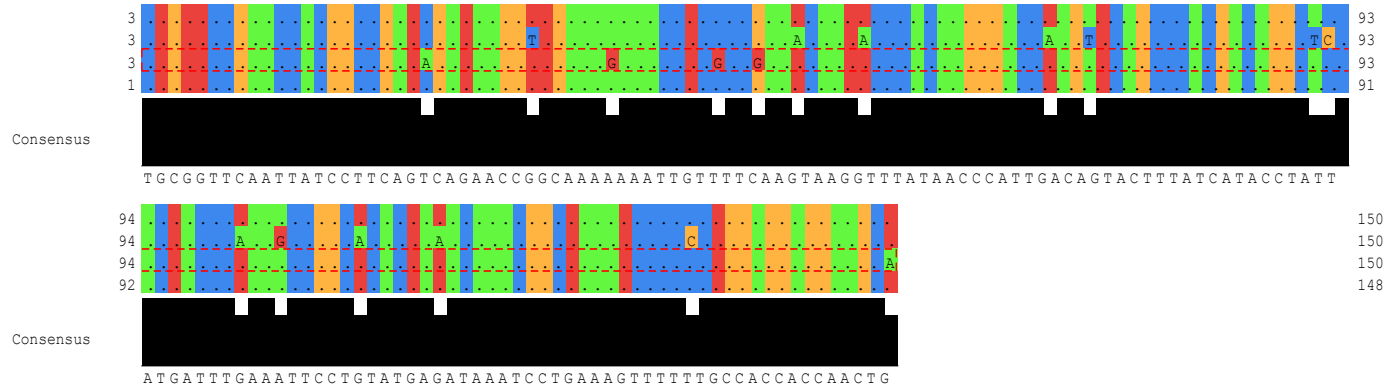 3 ........................................................................................... 93
3 .............................T...................A....A.............A..T................TC. 93
3 .....................A.............G.......G..G............................................ 93
1 ........................................................................................... 91
Consensus
TGCGGTTCAATTATCCTTCAGTCAGAACCGGCAAAAAAATTGTTTTCAAGTAAGGTTTATAACCCATTGACAGTACTTTATCATACCTATT
94 ......................................................... 150
94 .......A..G.....A.....A..................C............... 150
94 ........................................................A 150
92 ......................................................... 148
Consensus
ATGATTTGAAATTCCTGTATGAGATAAATCCTGAAAGTTTTTTGCCACCACCAACTG